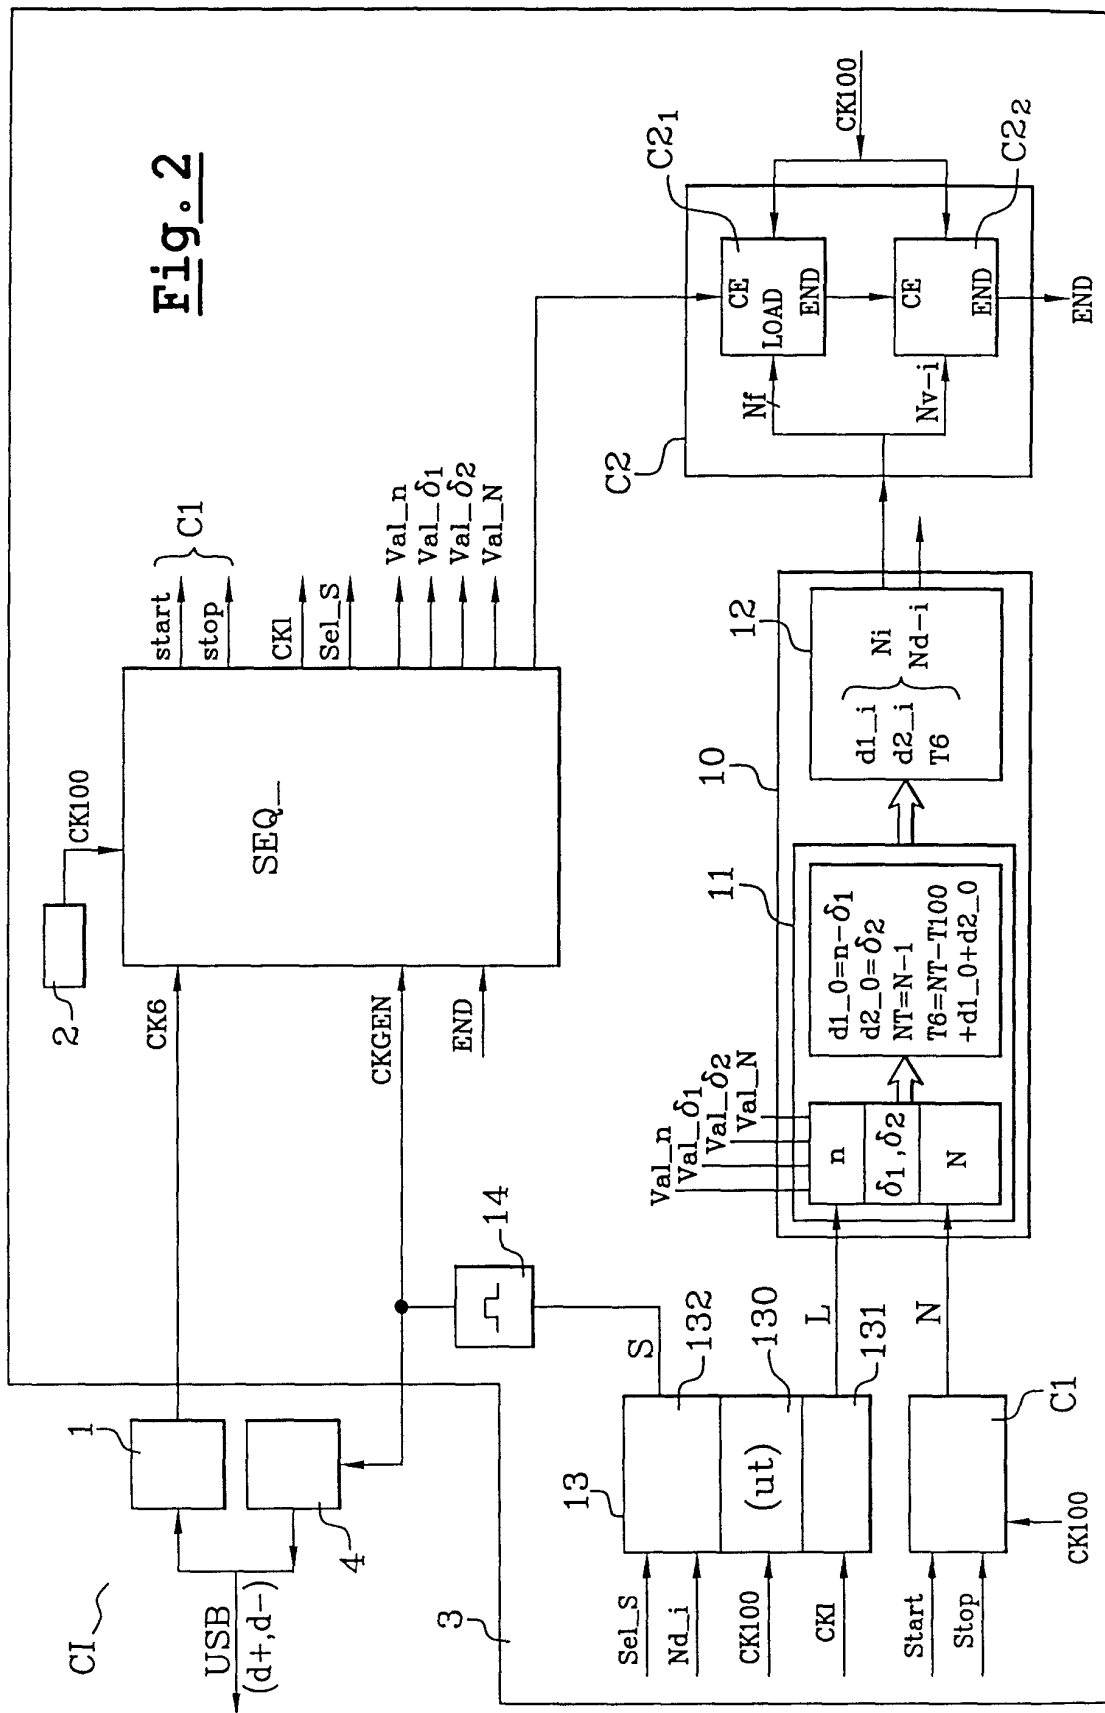 Fig. 2
CI
USB
(d+,d-)
1
4
3
2
CK100
CK6
CKGEN
END
SEQ_
start
stop
C1
CK1
Sel_S
Val_n
Val_δ1
Val_δ2
Val_N
14
S
13
132
(ut)
130
131
L
N
C1
Sel_S
Nd_i
CK100
CK1
Start
Stop
CK100
10
11
Val_n
Val_δ1
Val_δ2
Val_N
n
δ1,δ2
N
d1_0=n-δ1
d2_0=δ2
NT=N-1
T6=NT-T100
+d1_0+d2_0
12
d1_i
d2_i
T6
Ni
Nd-i
C2
Nf
Nv-i
C21
CE
LOAD
END
C22
CE
END
END
CK100